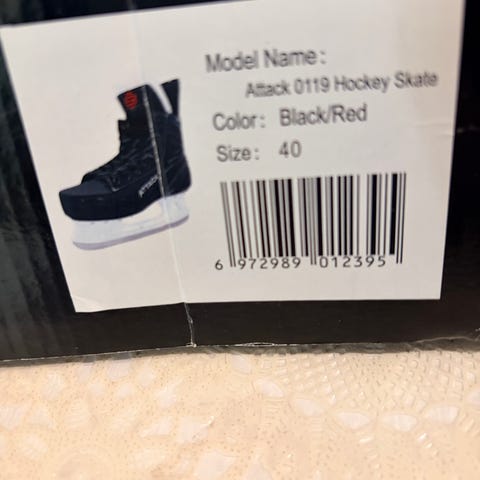 Model Name:
Attack 0119 Hockey Skate
Color: Black/Red
Size: 40
6 972989 012395